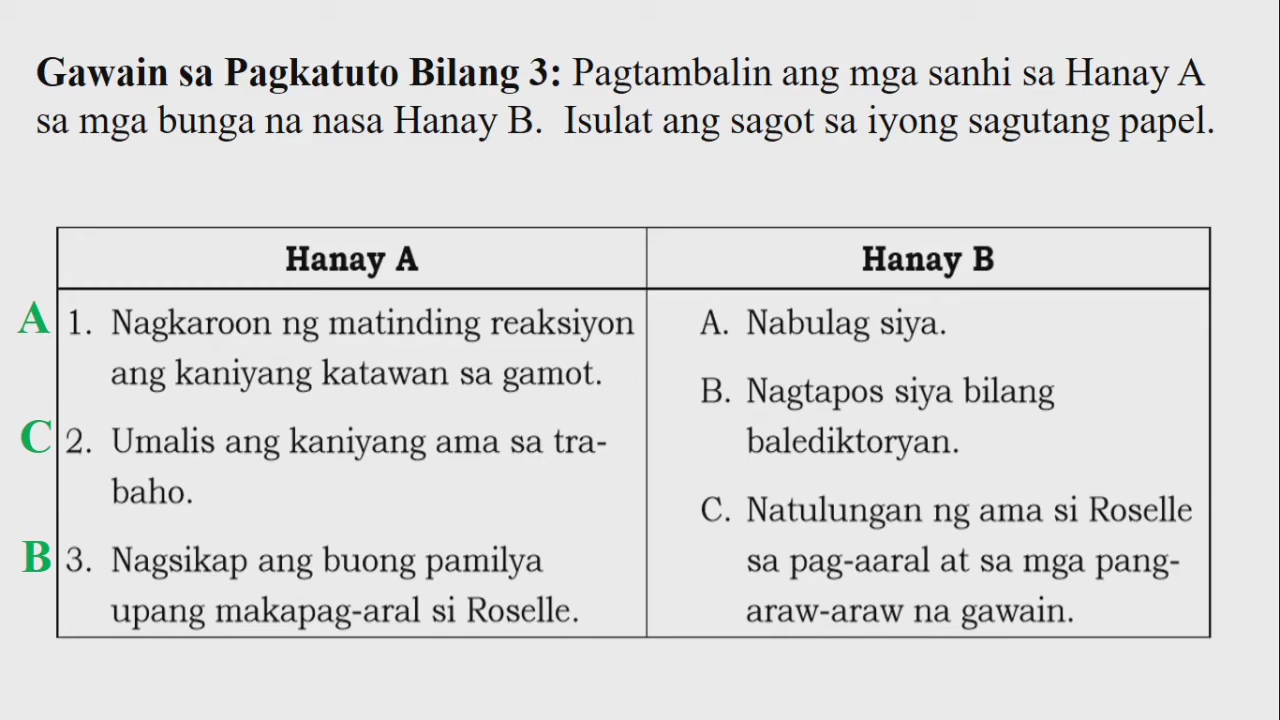 Gawain sa Pagkatuto Bilang 3: Pagtambalin ang mga sanhi sa Hanay A
sa mga bunga na nasa Hanay B. Isulat ang sagot sa iyong sagutang papel.
Hanay A
A 1. Nagkaroon ng matinding reaksiyon
ang kaniyang katawan sa gamot.
C 2. Umalis ang kaniyang ama sa tra-
baho.
B 3. Nagsikap ang buong pamilya
upang makapag-aral si Roselle.
Hanay B
A. Nabulag siya.
B. Nagtapos siya bilang
balediktoryan.
C. Natulungan ng ama si Roselle
sa pag-aaral at sa mga pang-
araw-araw na gawain.